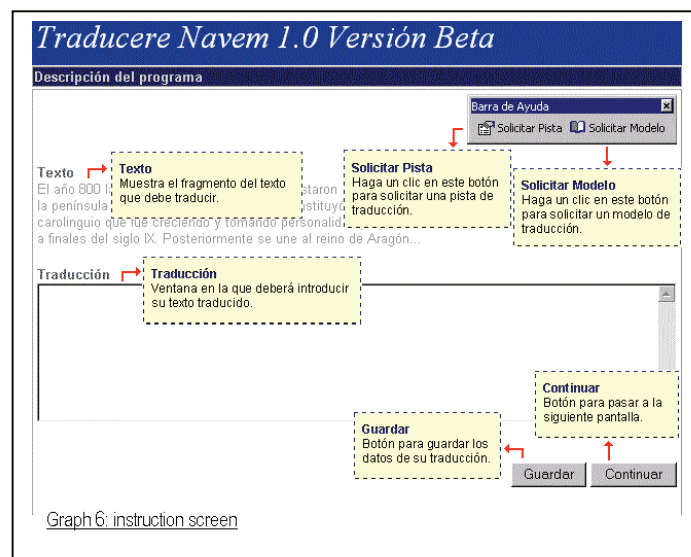 Traducere Navem 1.0 Versión Beta
Descripción del programa
Barra de Ayuda
Solicitar Pista Solicitar Modelo
Texto
Texto
Muestra el fragmento del texto
que debe traducir.
Solicitar Pista
Haga un clic en este botón
para solicitar una pista de
traducción.
Solicitar Modelo
Haga un clic en este botón
para solicitar un modelo de
traducción.
El año 800 staron
la península
carolinguio que fue creciendo y tomando personalid
a finales del siglo IX. Posteriormente se une al reino de Aragón...
Traducción
Traducción
Ventana en la que deberá introducir
su texto traducido.
Continuar
Botón para pasar a la
siguiente pantalla.
Guardar
Botón para guardar los
datos de su traducción.
Guardar Continuar
Graph 6: instruction screen